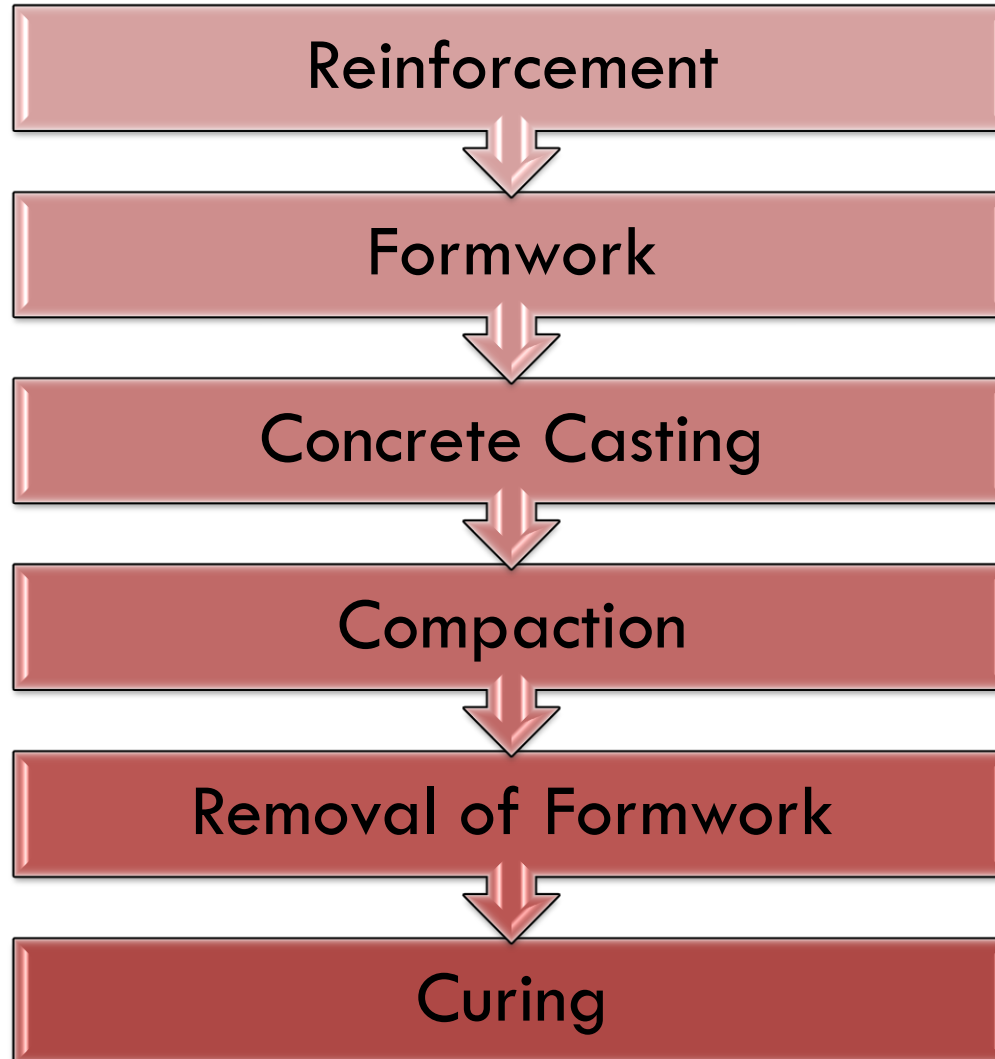 Reinforcement
Formwork
Concrete Casting
Compaction
Removal of Formwork
Curing